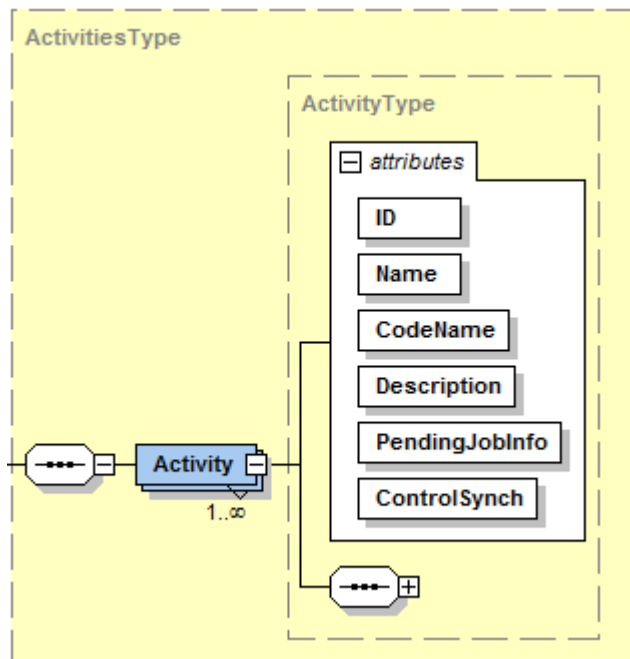 ActivitiesType
ActivityType
attributes
ID
Name
CodeName
Description
PendingJobInfo
ControlSynch
Activity
1..∞